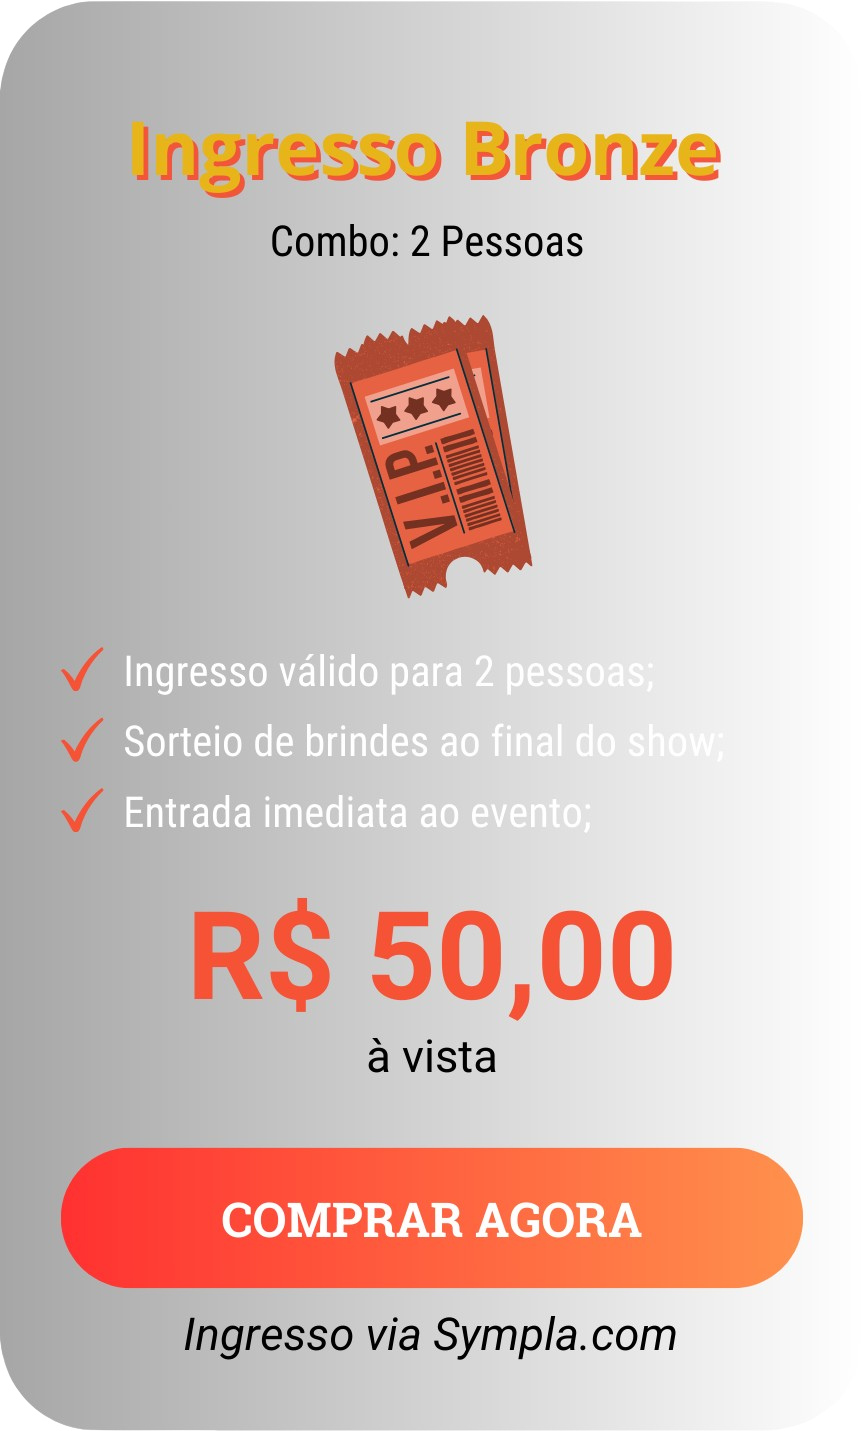 Ingresso Bronze
Combo: 2 Pessoas
V.I.P.
Ingresso válido para 2 pessoas;
Sorteio de brindes ao final do show;
Entrada imediata ao evento;
R$ 50,00
à vista
COMPRAR AGORA
Ingresso via Sympla.com